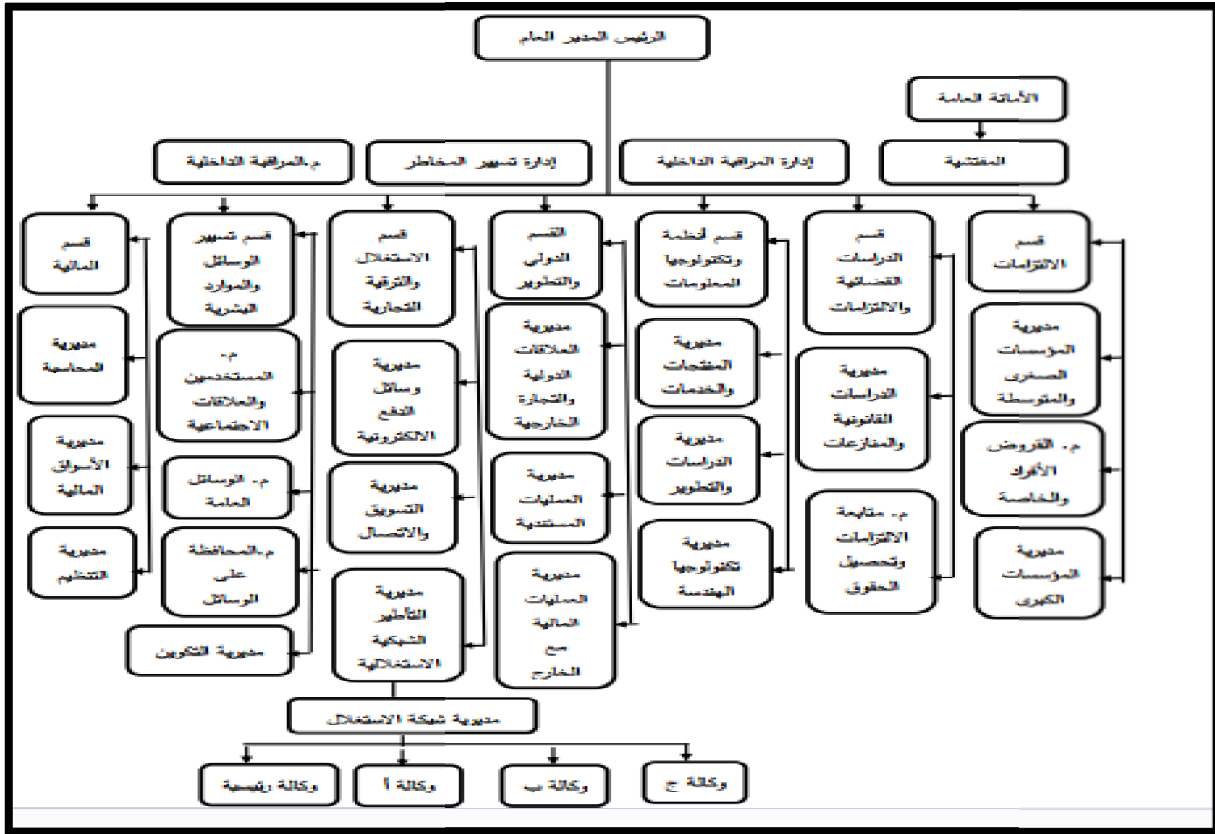 الرئيس المدير العام
الأمانة العامة
المفتشية
إدارة المراقبة الداخلية
إدارة تسيير المخاطر
م.المراقبة الداخلية
قسم
الالتزامات
مديرية
المؤسسات
الصغرى
والمتوسطة
م. القروض
الأفراد
والخاصة
مديرية
المؤسسات
الكبرى
قسم
الدراسات
القضائية
والالتزامات
مديرية
الدراسات
القانونية
والمنازعات
م. متابعة
الالتزامات
وتحصيل
الحقوق
قسم أنظمة
وتكنولوجيا
المعلومات
مديرية
المنتجات
والخدمات
مديرية
الدراسات
والتطوير
مديرية
تكنولوجيا
الهندسة
القسم
الدولي
والتطوير
مديرية
العلاقات
الدولية
والتجارة
الخارجية
مديرية
العمليات
المستندية
مديرية
العمليات
المالية
مع
الخارج
قسم
الاستغلال
والترقية
التجارية
مديرية
وسائل
الدفع
الالكترونية
مديرية
التسويق
والاتصال
مديرية
التأطير
الشبكية
الاستغلالية
قسم تسيير
الوسائل
والموارد
البشرية
م.
المستخدمين
والعلاقات
الاجتماعية
م. الوسائل
العامة
م.المحافظة
على
الوسائل
مديرية التكوين
قسم
المالية
مديرية
المحاسبة
مديرية
الأسواق
المالية
مديرية
التنظيم
مديرية شبكة الاستغلال
وكالة ج
وكالة ب
وكالة أ
وكالة رئيسية